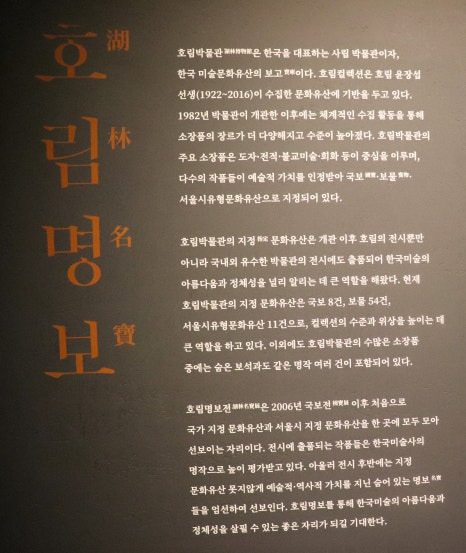 호림명보
湖林名寶
호림박물관湖林博物館은 한국을 대표하는 사립 박물관이자,
한국 미술문화유산의 보고寶庫이다. 호림컬렉션은 호림 윤장섭
선생(1922~2016)이 수집한 문화유산에 기반을 두고 있다.
1982년 박물관이 개관한 이후에는 체계적인 수집 활동을 통해
소장품의 장르가 더 다양해지고 수준이 높아졌다. 호림박물관의
주요 소장품은 도자·전적·불교미술·회화 등이 중심을 이루며,
다수의 작품들이 예술적 가치를 인정받아 국보國寶·보물寶物·
서울시유형문화유산으로 지정되어 있다.
호림박물관의 지정指定 문화유산은 개관 이후 호림의 전시뿐만
아니라 국내외 유수한 박물관의 전시에도 출품되어 한국미술의
아름다움과 정체성을 널리 알리는 데 큰 역할을 해왔다. 현재
호림박물관의 지정 문화유산은 국보 8건, 보물 54건,
서울시유형문화유산 11건으로, 컬렉션의 수준과 위상을 높이는 데
큰 역할을 하고 있다. 이외에도 호림박물관의 수많은 소장품
중에는 숨은 보석과도 같은 명작 여러 건이 포함되어 있다.
호림명보전湖林名寶展은 2006년 국보전國寶展 이후 처음으로
국가 지정 문화유산과 서울시 지정 문화유산을 한 곳에 모두 모아
선보이는 자리이다. 전시에 출품되는 작품들은 한국미술사의
명작으로 높이 평가받고 있다. 아울러 전시 후반에는 지정
문화유산 못지않게 예술적·역사적 가치를 지닌 숨어 있는 명보名寶
들을 엄선하여 선보인다. 호림명보를 통해 한국미술의 아름다움과
정체성을 살필 수 있는 좋은 자리가 되길 기대한다.